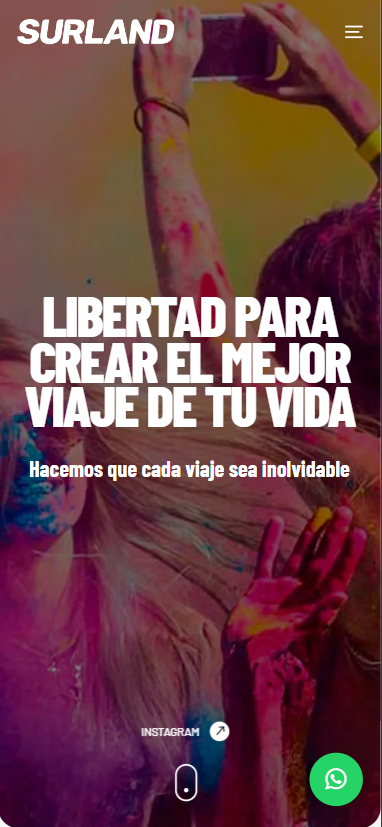 SURLAND
LIBERTAD PARA
CREAR EL MEJOR
VIAJE DE TU VIDA
Hacemos que cada viaje sea inolvidable
INSTAGRAM